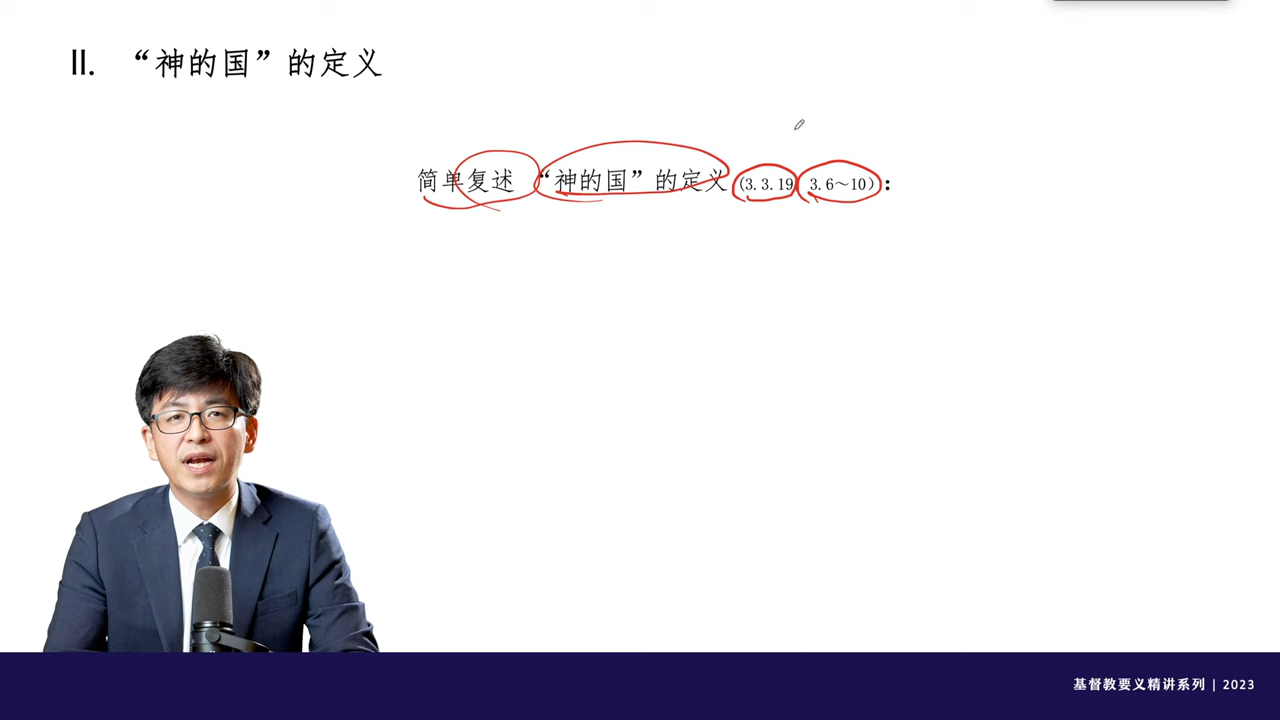 II. “神的国”的定义
简单复述 “神的国”的定义 (3.3.19 3.6～10)：
基督教要义精讲系列 | 2023